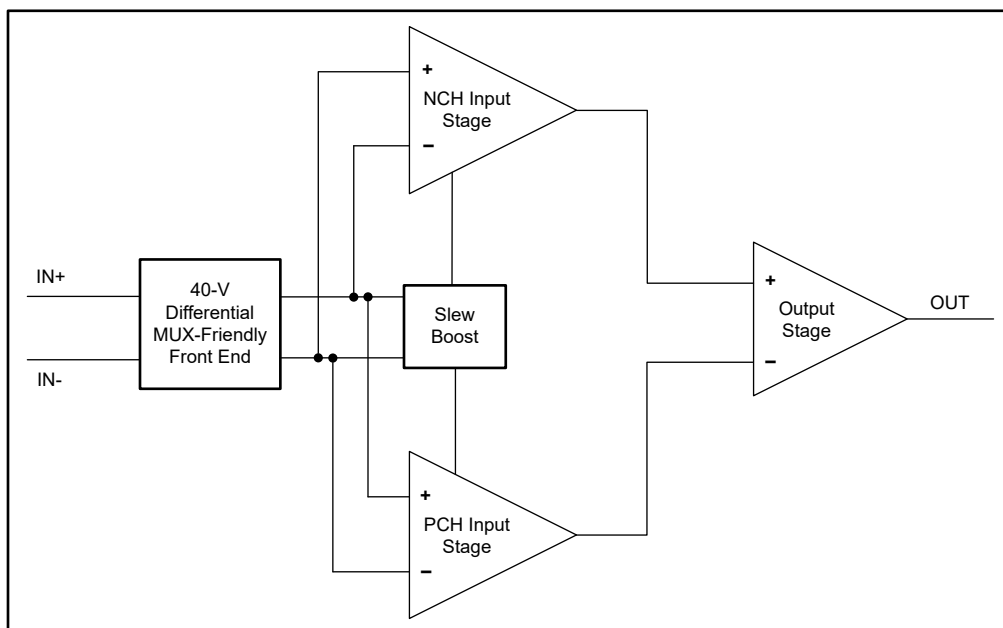 +
NCH Input
Stage
−
IN+
IN-
40-V
Differential
MUX-Friendly
Front End
Slew
Boost
+
Output
Stage
−
OUT
+
PCH Input
Stage
−